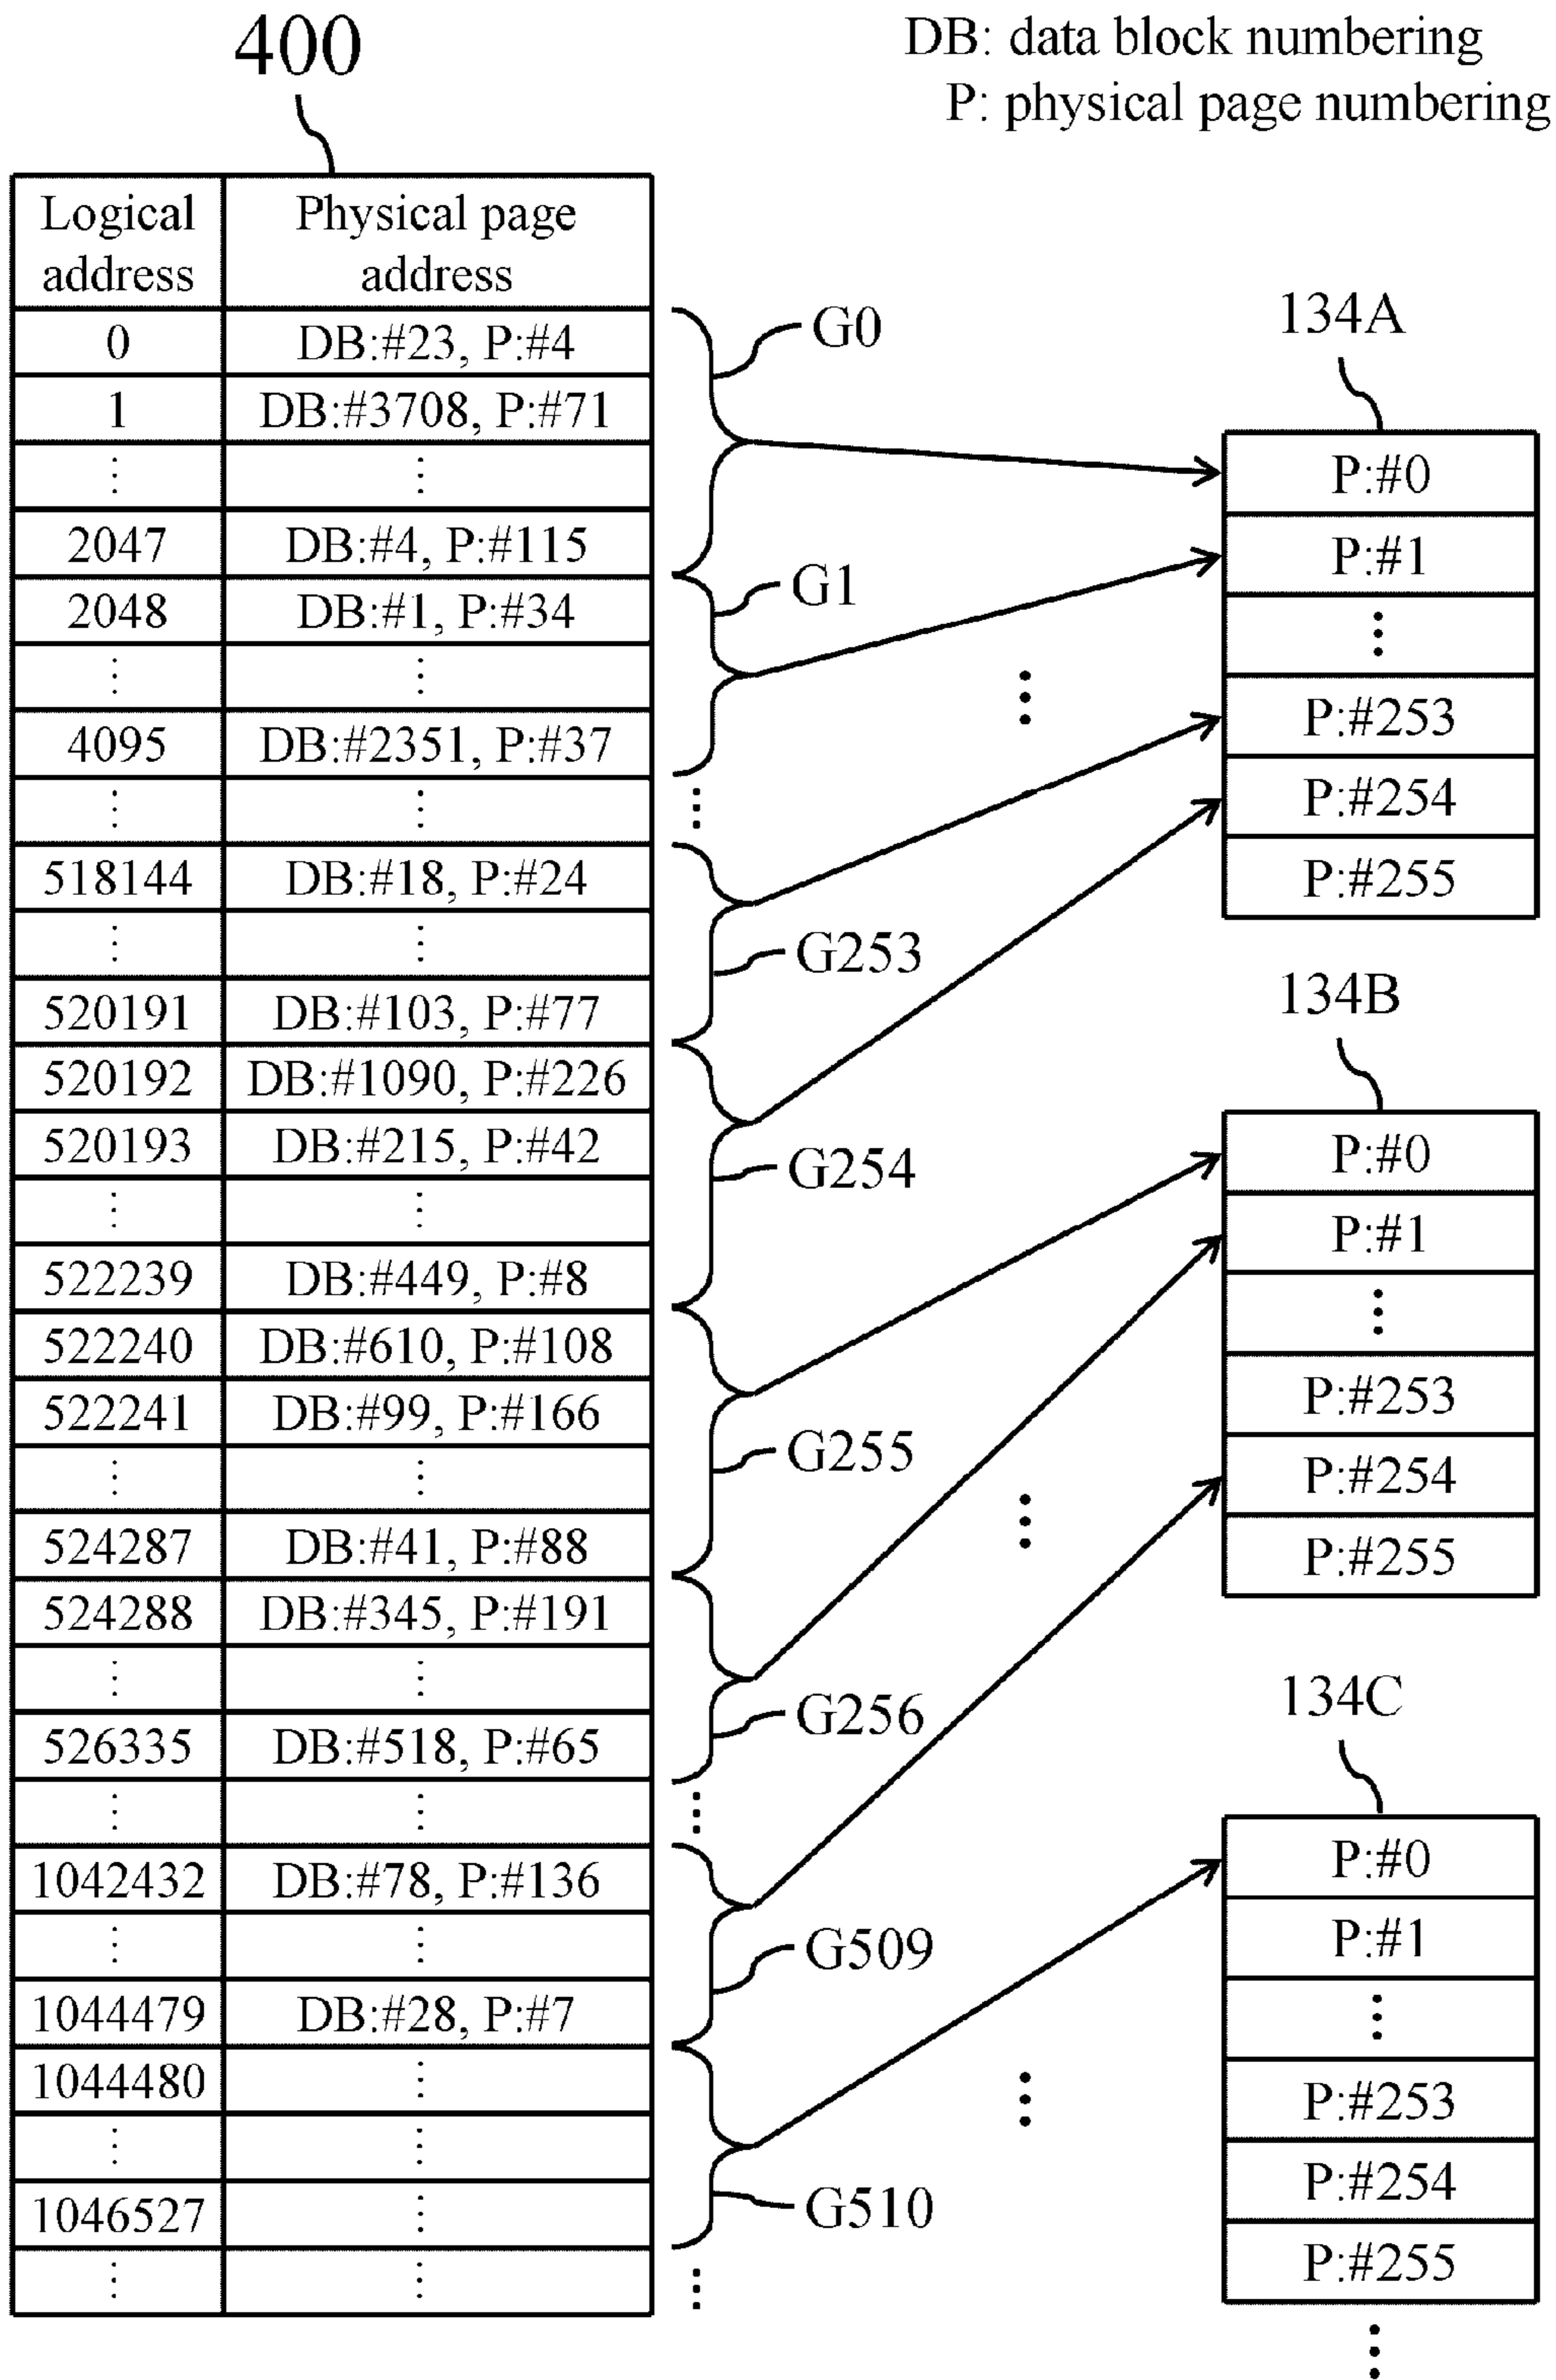 400
DB: data block numbering
P: physical page numbering
Logical address Physical page address
0 DB:#23, P:#4
1 DB:#3708, P:#71
⋮ ⋮
2047 DB:#4, P:#115
2048 DB:#1, P:#34
⋮ ⋮
4095 DB:#2351, P:#37
⋮ ⋮
518144 DB:#18, P:#24
⋮ ⋮
520191 DB:#103, P:#77
520192 DB:#1090, P:#226
520193 DB:#215, P:#42
⋮ ⋮
522239 DB:#449, P:#8
522240 DB:#610, P:#108
522241 DB:#99, P:#166
⋮ ⋮
524287 DB:#41, P:#88
524288 DB:#345, P:#191
⋮ ⋮
526335 DB:#518, P:#65
⋮ ⋮
1042432 DB:#78, P:#136
⋮ ⋮
1044479 DB:#28, P:#7
1044480 ⋮
⋮ ⋮
1046527 ⋮
⋮ ⋮
G0
G1
⋮
G253
G254
G255
G256
⋮
G509
G510
⋮
⋮
⋮
⋮
134A
P:#0
P:#1
⋮
P:#253
P:#254
P:#255
134B
P:#0
P:#1
⋮
P:#253
P:#254
P:#255
134C
P:#0
P:#1
⋮
P:#253
P:#254
P:#255
⋮